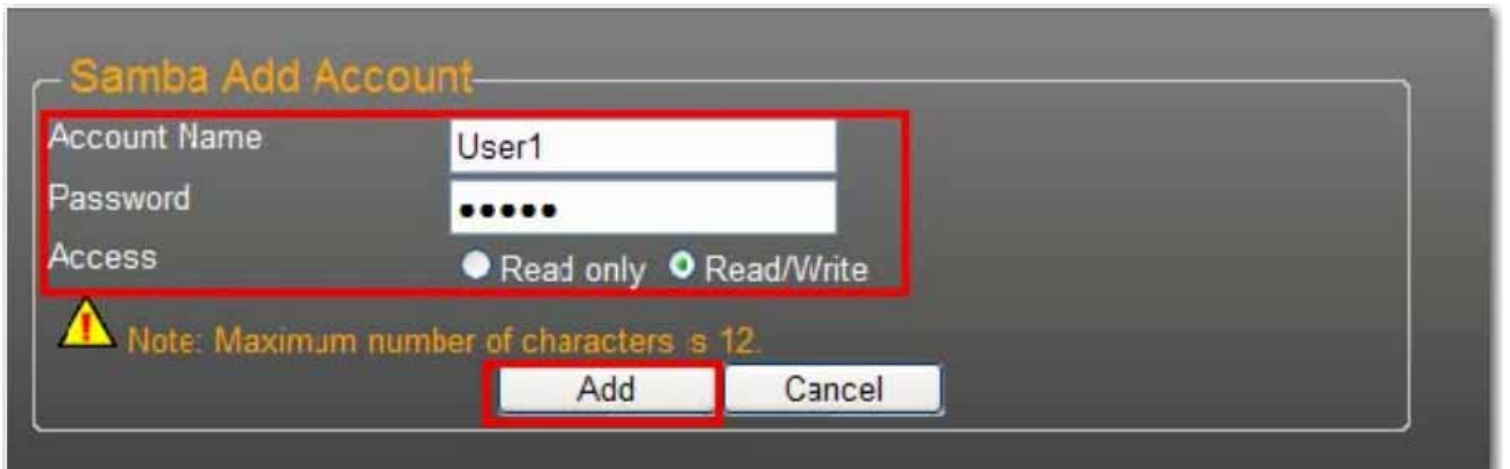 Samba Add Account
Account Name User1
Password •••••
Access Read only Read/Write
Note: Maximum number of characters is 12.
Add Cancel